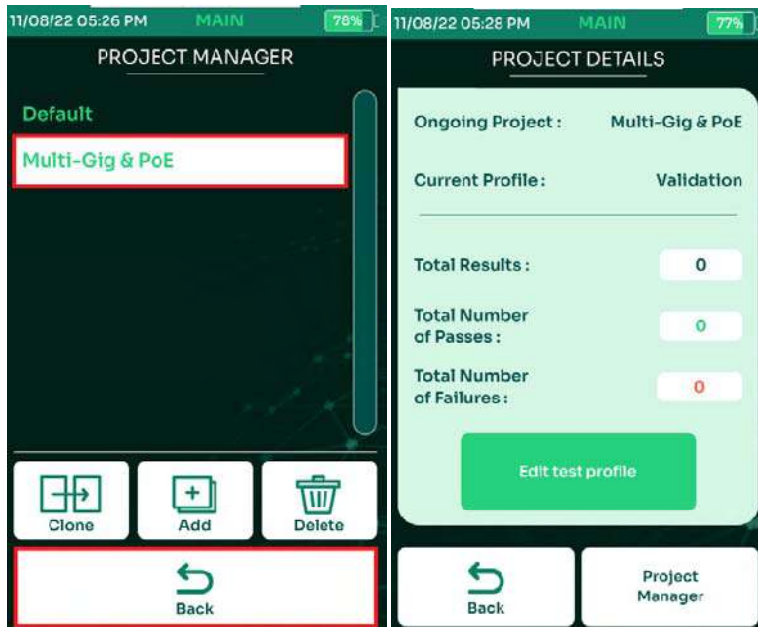 11/08/22 05:26 PM MAIN 78%
PROJECT MANAGER
Default
Multi-Gig & PoE
Clone
Add
Delete
Back
11/08/22 05:28 PM MAIN 77%
PROJECT DETAILS
Ongoing Project : Multi-Gig & PoE
Current Profile : Validation
Total Results : 0
Total Number
of Passes : 0
Total Number
of Failures : 0
Edit test profile
Back
Project
Manager